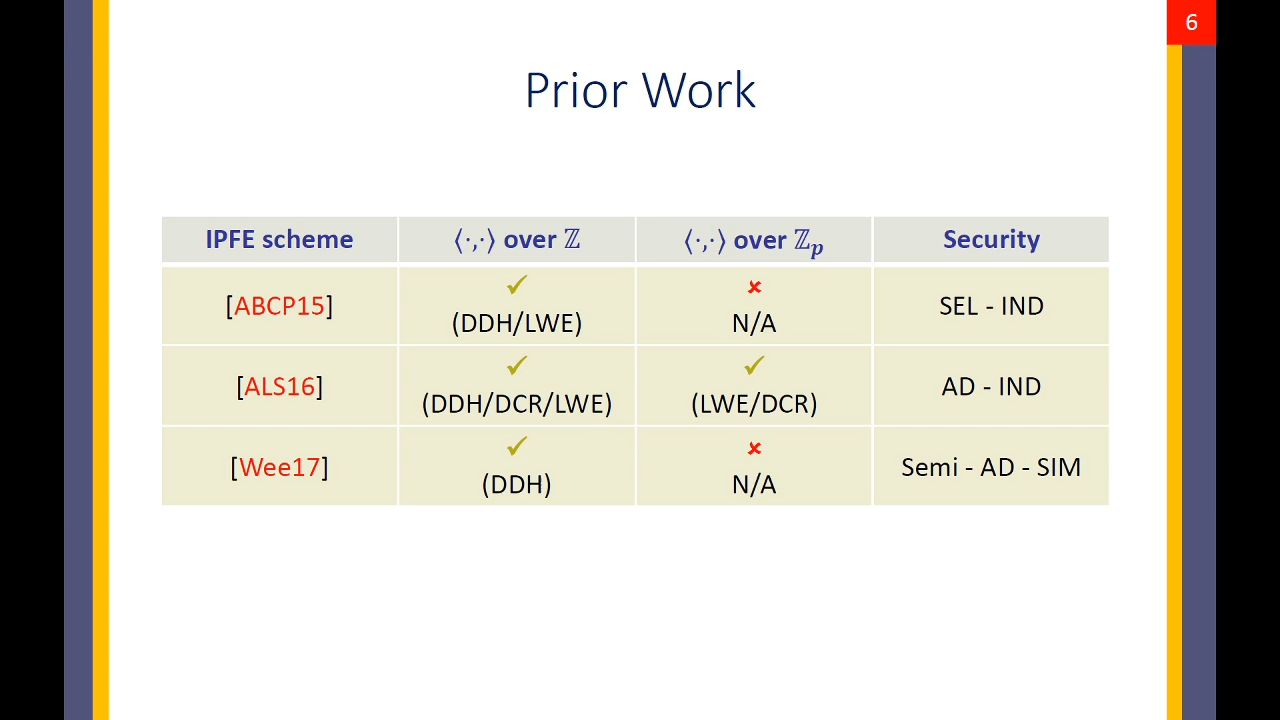 6
Prior Work
IPFE scheme
⟨·,·⟩ over ℤ
⟨·,·⟩ over ℤₚ
Security
[ABCP15]
✓
(DDH/LWE)
✗
N/A
SEL - IND
[ALS16]
✓
(DDH/DCR/LWE)
✓
(LWE/DCR)
AD - IND
[Wee17]
✓
(DDH)
✗
N/A
Semi - AD - SIM